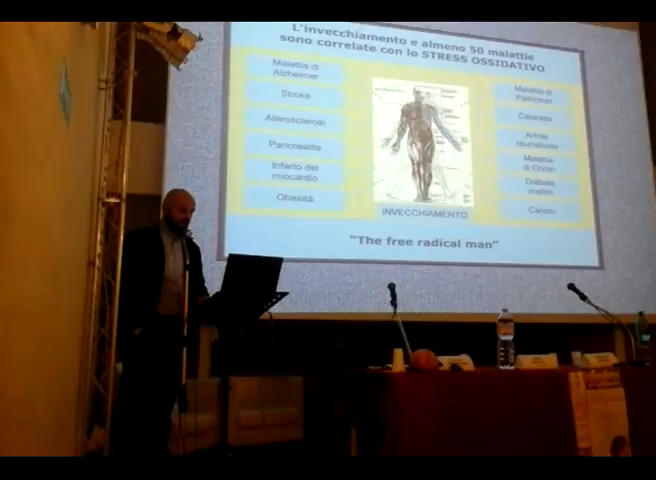 L'invecchiamento e almeno 50 malattie
sono correlate con lo STRESS OSSIDATIVO
Malattia di
Alzheimer
Stroke
Aterosclerosi
Pancreatite
Infarto del
miocardio
Obesità
INVECCHIAMENTO
Malattia di
Parkinson
Cataratta
Artrite
reumatoide
Malattia
di Crohn
Diabete
mellito
Cancro
"The free radical man"